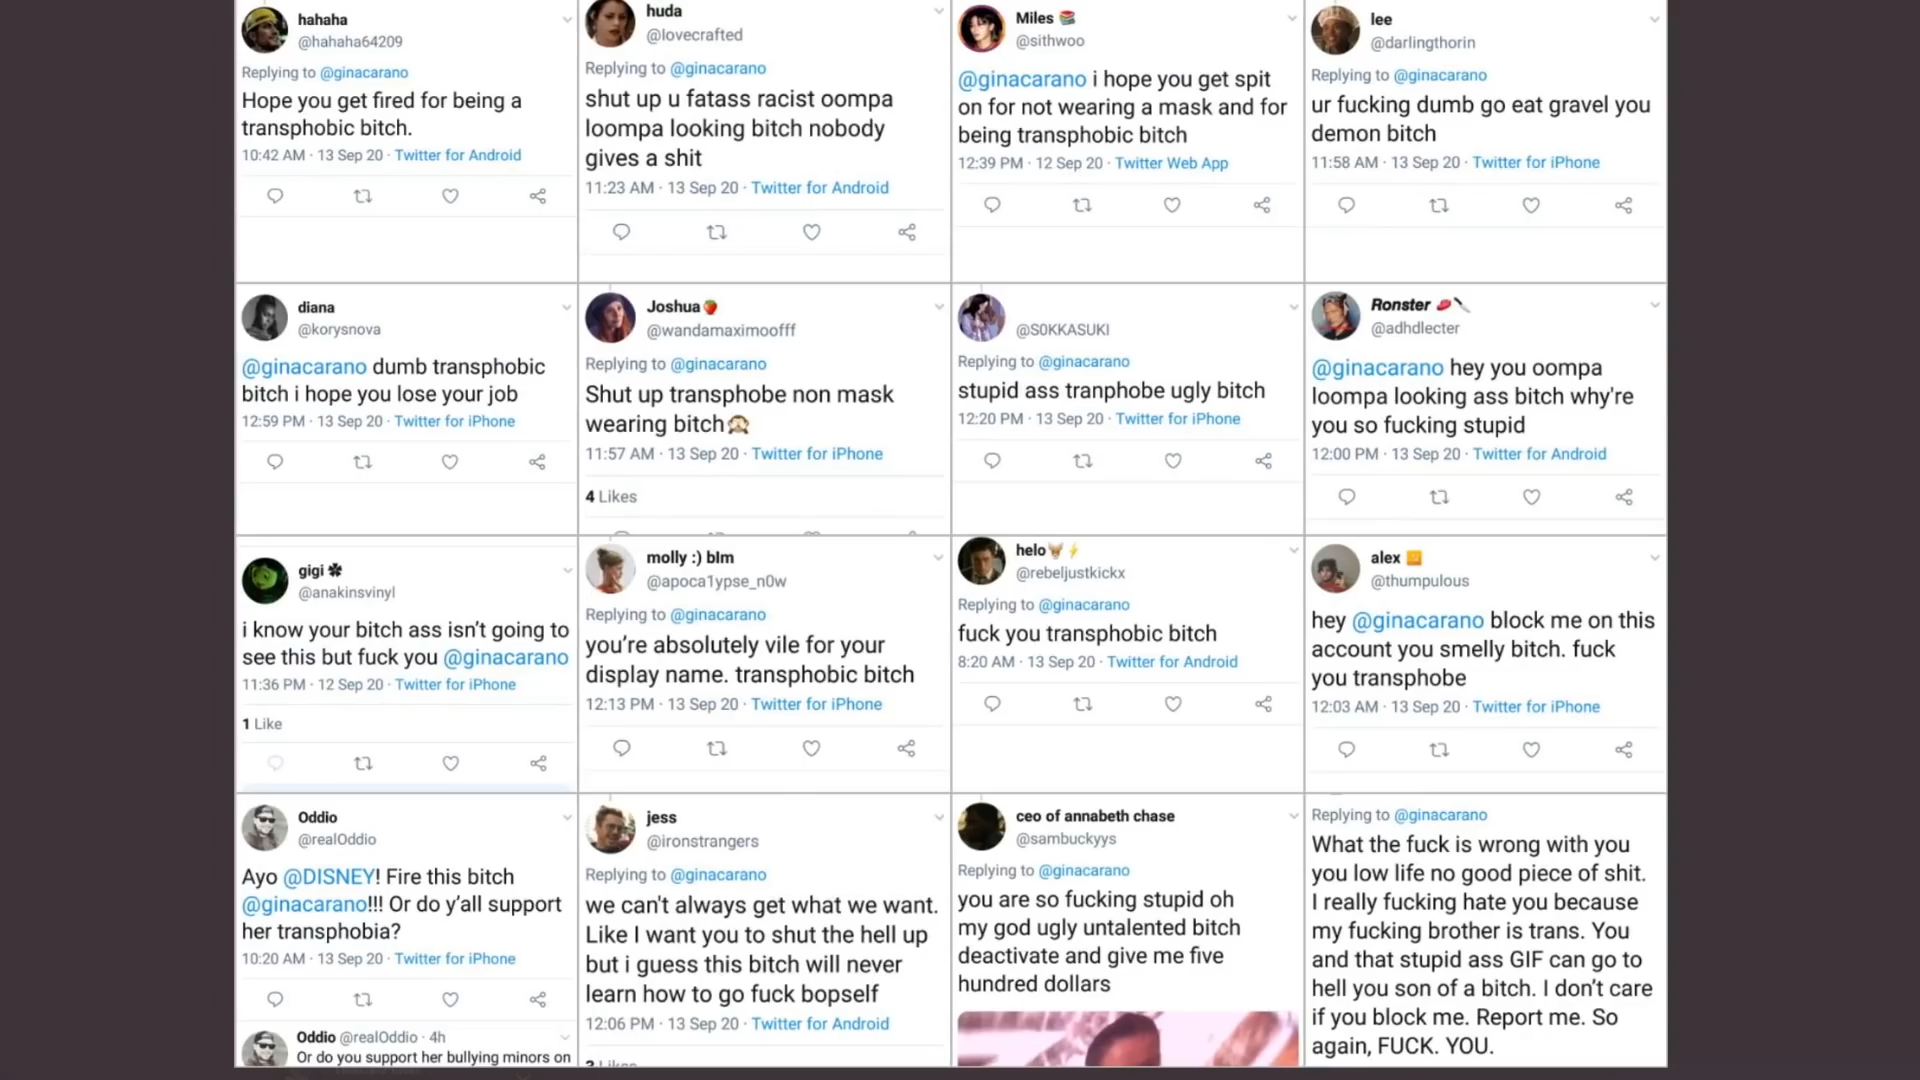 hahaha
@hahaha64209
Replying to @ginacarano
Hope you get fired for being a
transphobic bitch.
10:42 AM · 13 Sep 20 · Twitter for Android
huda
@lovecrafted
Replying to @ginacarano
shut up u fatass racist oompa
loompa looking bitch nobody
gives a shit
11:23 AM · 13 Sep 20 · Twitter for Android
Miles
@sithwoo
@ginacarano i hope you get spit
on for not wearing a mask and for
being transphobic bitch
12:39 PM · 12 Sep 20 · Twitter Web App
lee
@darlingthorin
Replying to @ginacarano
ur fucking dumb go eat gravel you
demon bitch
11:58 AM · 13 Sep 20 · Twitter for iPhone
diana
@korysnova
@ginacarano dumb transphobic
bitch i hope you lose your job
12:59 PM · 13 Sep 20 · Twitter for iPhone
Joshua
@wandamaximoofff
Replying to @ginacarano
Shut up transphobe non mask
wearing bitch
11:57 AM · 13 Sep 20 · Twitter for iPhone
4 Likes
@S0KKASUKI
Replying to @ginacarano
stupid ass tranphobe ugly bitch
12:20 PM · 13 Sep 20 · Twitter for iPhone
Ronster
@adhdlecter
@ginacarano hey you oompa
loompa looking ass bitch why're
you so fucking stupid
12:00 PM · 13 Sep 20 · Twitter for Android
gigi
@anakinsvinyl
i know your bitch ass isn't going to
see this but fuck you @ginacarano
11:36 PM · 12 Sep 20 · Twitter for iPhone
1 Like
molly :) blm
@apoca1ypse_n0w
Replying to @ginacarano
you're absolutely vile for your
display name. transphobic bitch
12:13 PM · 13 Sep 20 · Twitter for iPhone
helo
@rebeljustkickx
Replying to @ginacarano
fuck you transphobic bitch
8:20 AM · 13 Sep 20 · Twitter for Android
alex
@thumpulous
hey @ginacarano block me on this
account you smelly bitch. fuck
you transphobe
12:03 AM · 13 Sep 20 · Twitter for iPhone
Oddio
@realOddio
Ayo @DISNEY! Fire this bitch
@ginacarano!!! Or do y'all support
her transphobia?
10:20 AM · 13 Sep 20 · Twitter for iPhone
Oddio @realOddio · 4h
Or do you support her bullying minors on
jess
@ironstrangers
Replying to @ginacarano
we can't always get what we want.
Like I want you to shut the hell up
but i guess this bitch will never
learn how to go fuck bopself
12:06 PM · 13 Sep 20 · Twitter for Android
ceo of annabeth chase
@sambuckyys
Replying to @ginacarano
you are so fucking stupid oh
my god ugly untalented bitch
deactivate and give me five
hundred dollars
Replying to @ginacarano
What the fuck is wrong with you
you low life no good piece of shit.
I really fucking hate you because
my fucking brother is trans. You
and that stupid ass GIF can go to
hell you son of a bitch. I don't care
if you block me. Report me. So
again, FUCK. YOU.